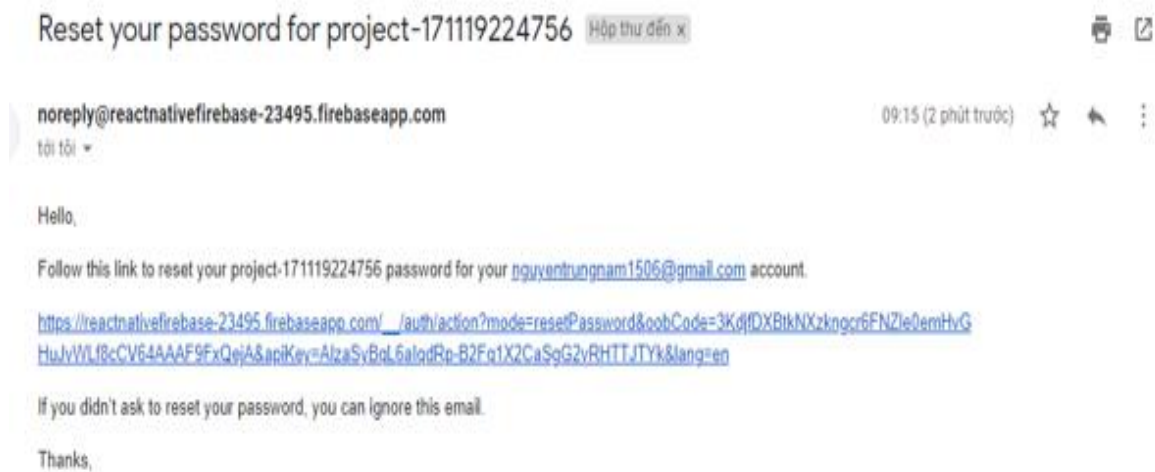 Reset your password for project-171119224756 Hộp thư đến x
noreply@reactnativefirebase-23495.firebaseapp.com 09:15 (2 phút trước)
tới tôi
Hello,
Follow this link to reset your project-171119224756 password for your nguyentrungnam1506@gmail.com account.
https://reactnativefirebase-23495.firebaseapp.com/__/auth/action?mode=resetPassword&oobCode=3KdjfDXBtkNXzkngcr6FNZIe0emHvG
HuJvWLf8cCV64AAAF9FxQejA&apiKey=AIzaSyBqL6alqdRp-B2Fq1X2CaSgG2vRHTTJTYk&lang=en
If you didn't ask to reset your password, you can ignore this email.
Thanks,